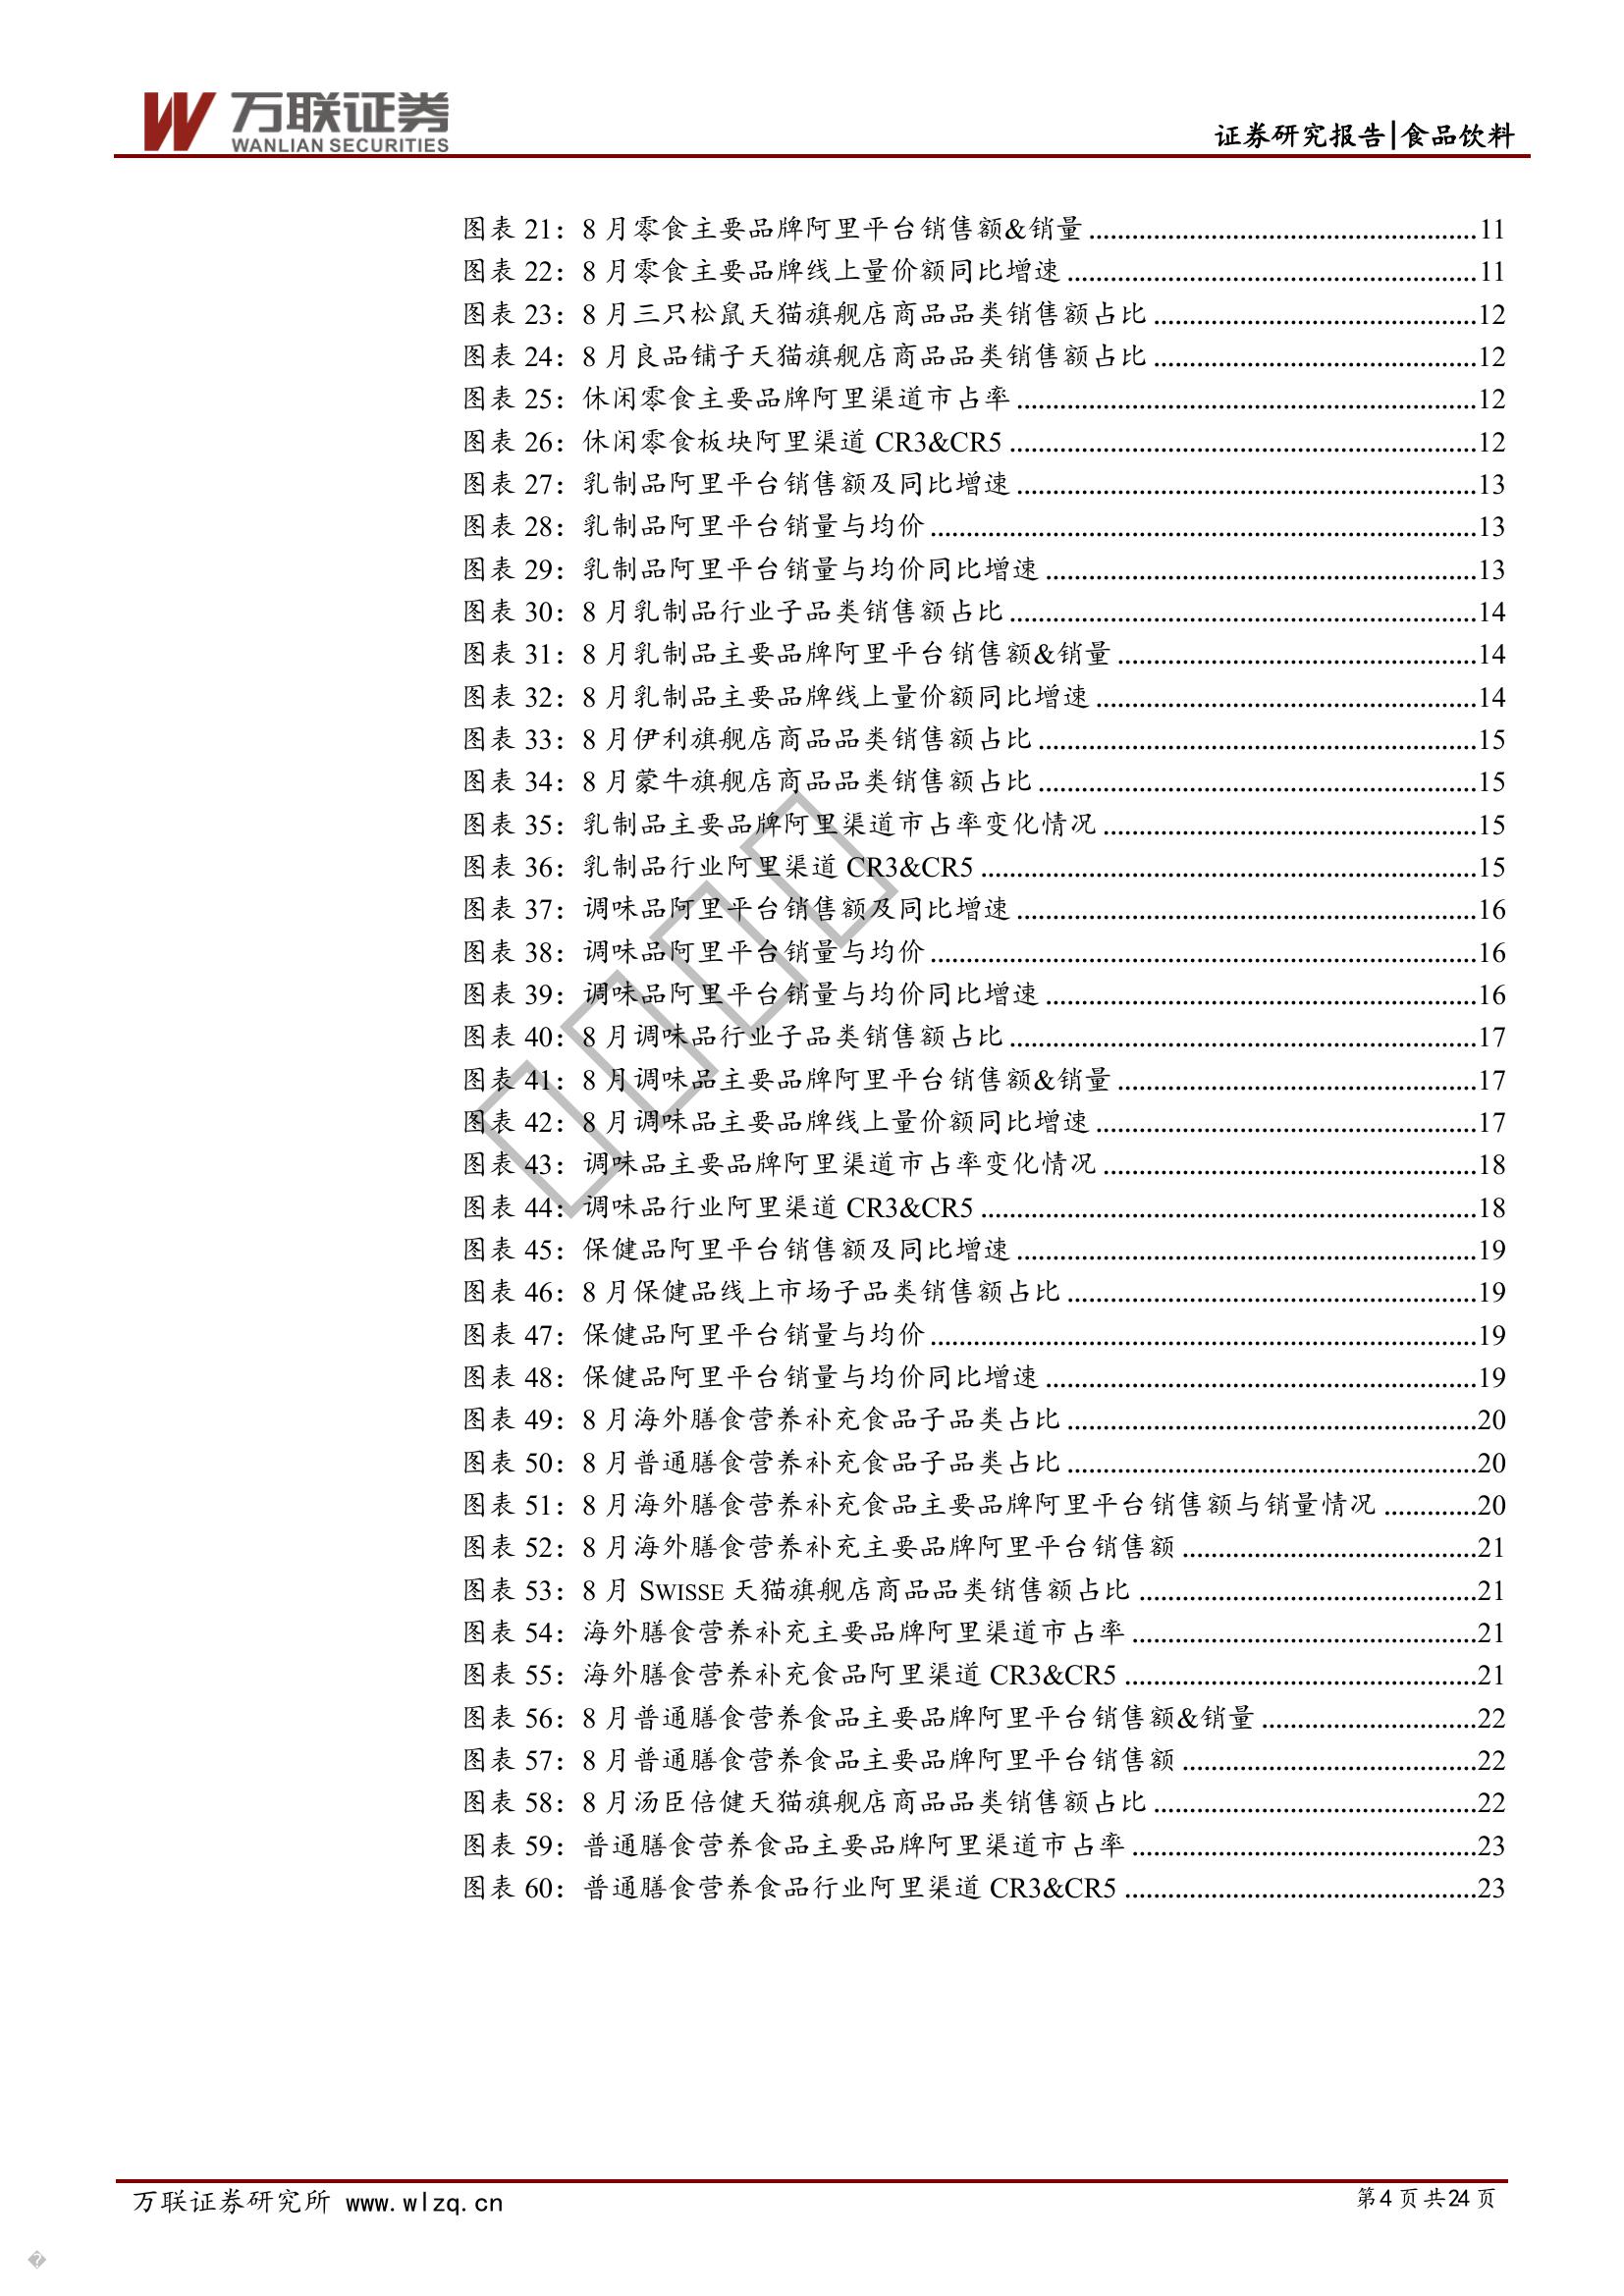 万联证券
WANLIAN SECURITIES
证券研究报告|食品饮料
图表 21：8 月零食主要品牌阿里平台销售额&销量 ......................................................11
图表 22：8 月零食主要品牌线上量价额同比增速 .........................................................11
图表 23：8 月三只松鼠天猫旗舰店商品品类销售额占比 .............................................12
图表 24：8 月良品铺子天猫旗舰店商品品类销售额占比 .............................................12
图表 25：休闲零食主要品牌阿里渠道市占率 ................................................................12
图表 26：休闲零食板块阿里渠道 CR3&CR5 .................................................................12
图表 27：乳制品阿里平台销售额及同比增速 ................................................................13
图表 28：乳制品阿里平台销量与均价 ............................................................................13
图表 29：乳制品阿里平台销量与均价同比增速 ............................................................13
图表 30：8 月乳制品行业子品类销售额占比 .................................................................14
图表 31：8 月乳制品主要品牌阿里平台销售额&销量 ..................................................14
图表 32：8 月乳制品主要品牌线上量价额同比增速 .....................................................14
图表 33：8 月伊利旗舰店商品品类销售额占比 .............................................................15
图表 34：8 月蒙牛旗舰店商品品类销售额占比 .............................................................15
图表 35：乳制品主要品牌阿里渠道市占率变化情况 ....................................................15
图表 36：乳制品行业阿里渠道 CR3&CR5 .....................................................................15
图表 37：调味品阿里平台销售额及同比增速 ................................................................16
图表 38：调味品阿里平台销量与均价 ............................................................................16
图表 39：调味品阿里平台销量与均价同比增速 ............................................................16
图表 40：8 月调味品行业子品类销售额占比 .................................................................17
图表 41：8 月调味品主要品牌阿里平台销售额&销量 ..................................................17
图表 42：8 月调味品主要品牌线上量价额同比增速 .....................................................17
图表 43：调味品主要品牌阿里渠道市占率变化情况 ....................................................18
图表 44：调味品行业阿里渠道 CR3&CR5 .....................................................................18
图表 45：保健品阿里平台销售额及同比增速 ................................................................19
图表 46：8 月保健品线上市场子品类销售额占比 .........................................................19
图表 47：保健品阿里平台销量与均价 ............................................................................19
图表 48：保健品阿里平台销量与均价同比增速 ............................................................19
图表 49：8 月海外膳食营养补充食品子品类占比 .........................................................20
图表 50：8 月普通膳食营养补充食品子品类占比 .........................................................20
图表 51：8 月海外膳食营养补充食品主要品牌阿里平台销售额与销量情况 .............20
图表 52：8 月海外膳食营养补充主要品牌阿里平台销售额 .........................................21
图表 53：8 月 SWISSE 天猫旗舰店商品品类销售额占比 ...............................................21
图表 54：海外膳食营养补充主要品牌阿里渠道市占率 ................................................21
图表 55：海外膳食营养补充食品阿里渠道 CR3&CR5 .................................................21
图表 56：8 月普通膳食营养食品主要品牌阿里平台销售额&销量 ..............................22
图表 57：8 月普通膳食营养食品主要品牌阿里平台销售额 .........................................22
图表 58：8 月汤臣倍健天猫旗舰店商品品类销售额占比 .............................................22
图表 59：普通膳食营养食品主要品牌阿里渠道市占率 ................................................23
图表 60：普通膳食营养食品行业阿里渠道 CR3&CR5 .................................................23
万联证券研究所 www.wlzq.cn
第4页共24页